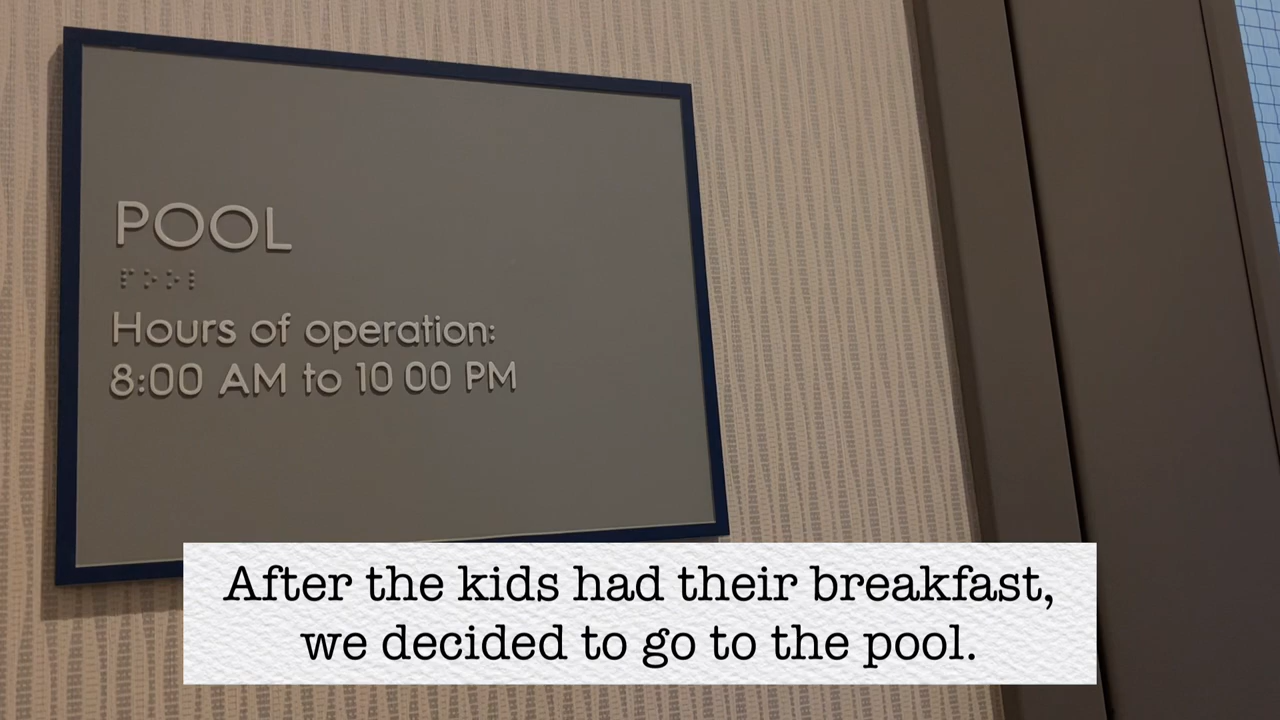 POOL
⠏⠕⠕⠇
Hours of operation:
8:00 AM to 10 00 PM
After the kids had their breakfast,
we decided to go to the pool.